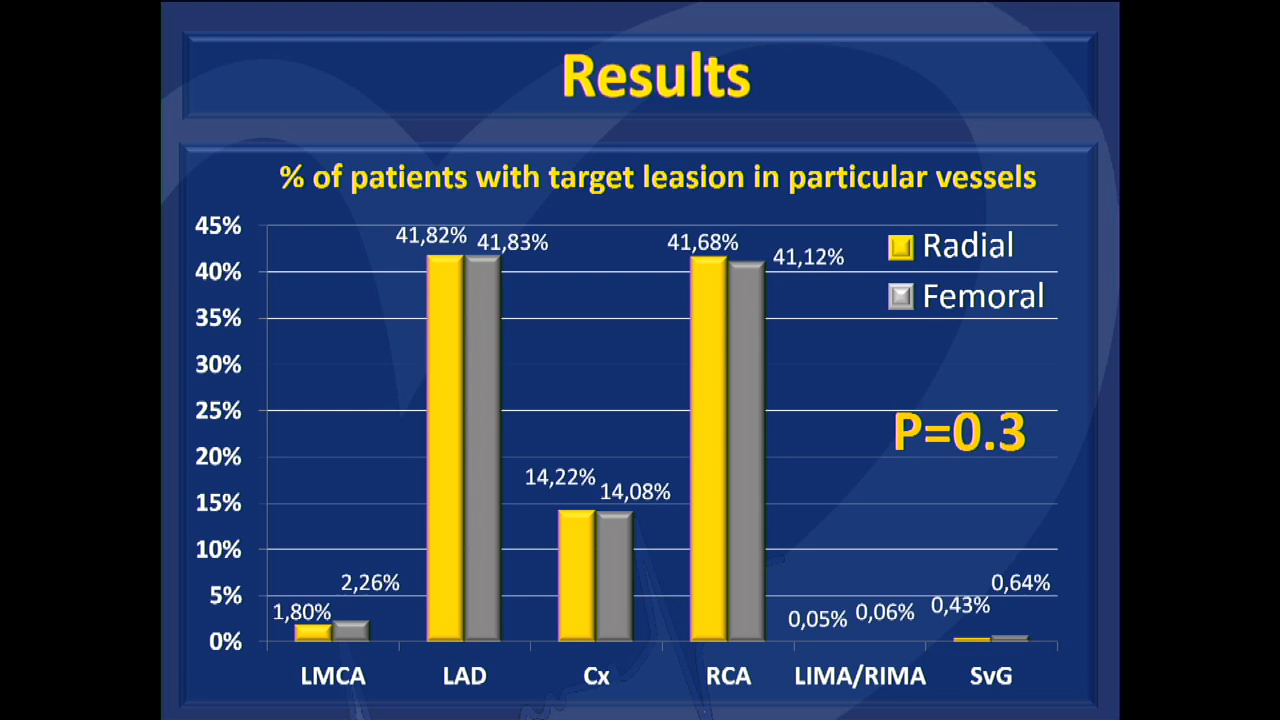 Results
% of patients with target leasion in particular vessels
45%
40%
35%
30%
25%
20%
15%
10%
5%
0%
41,82%
41,83%
41,68%
41,12%
14,22%
14,08%
1,80%
2,26%
0,05%
0,06%
0,43%
0,64%
Radial
Femoral
P=0.3
LMCA
LAD
Cx
RCA
LIMA/RIMA
SvG